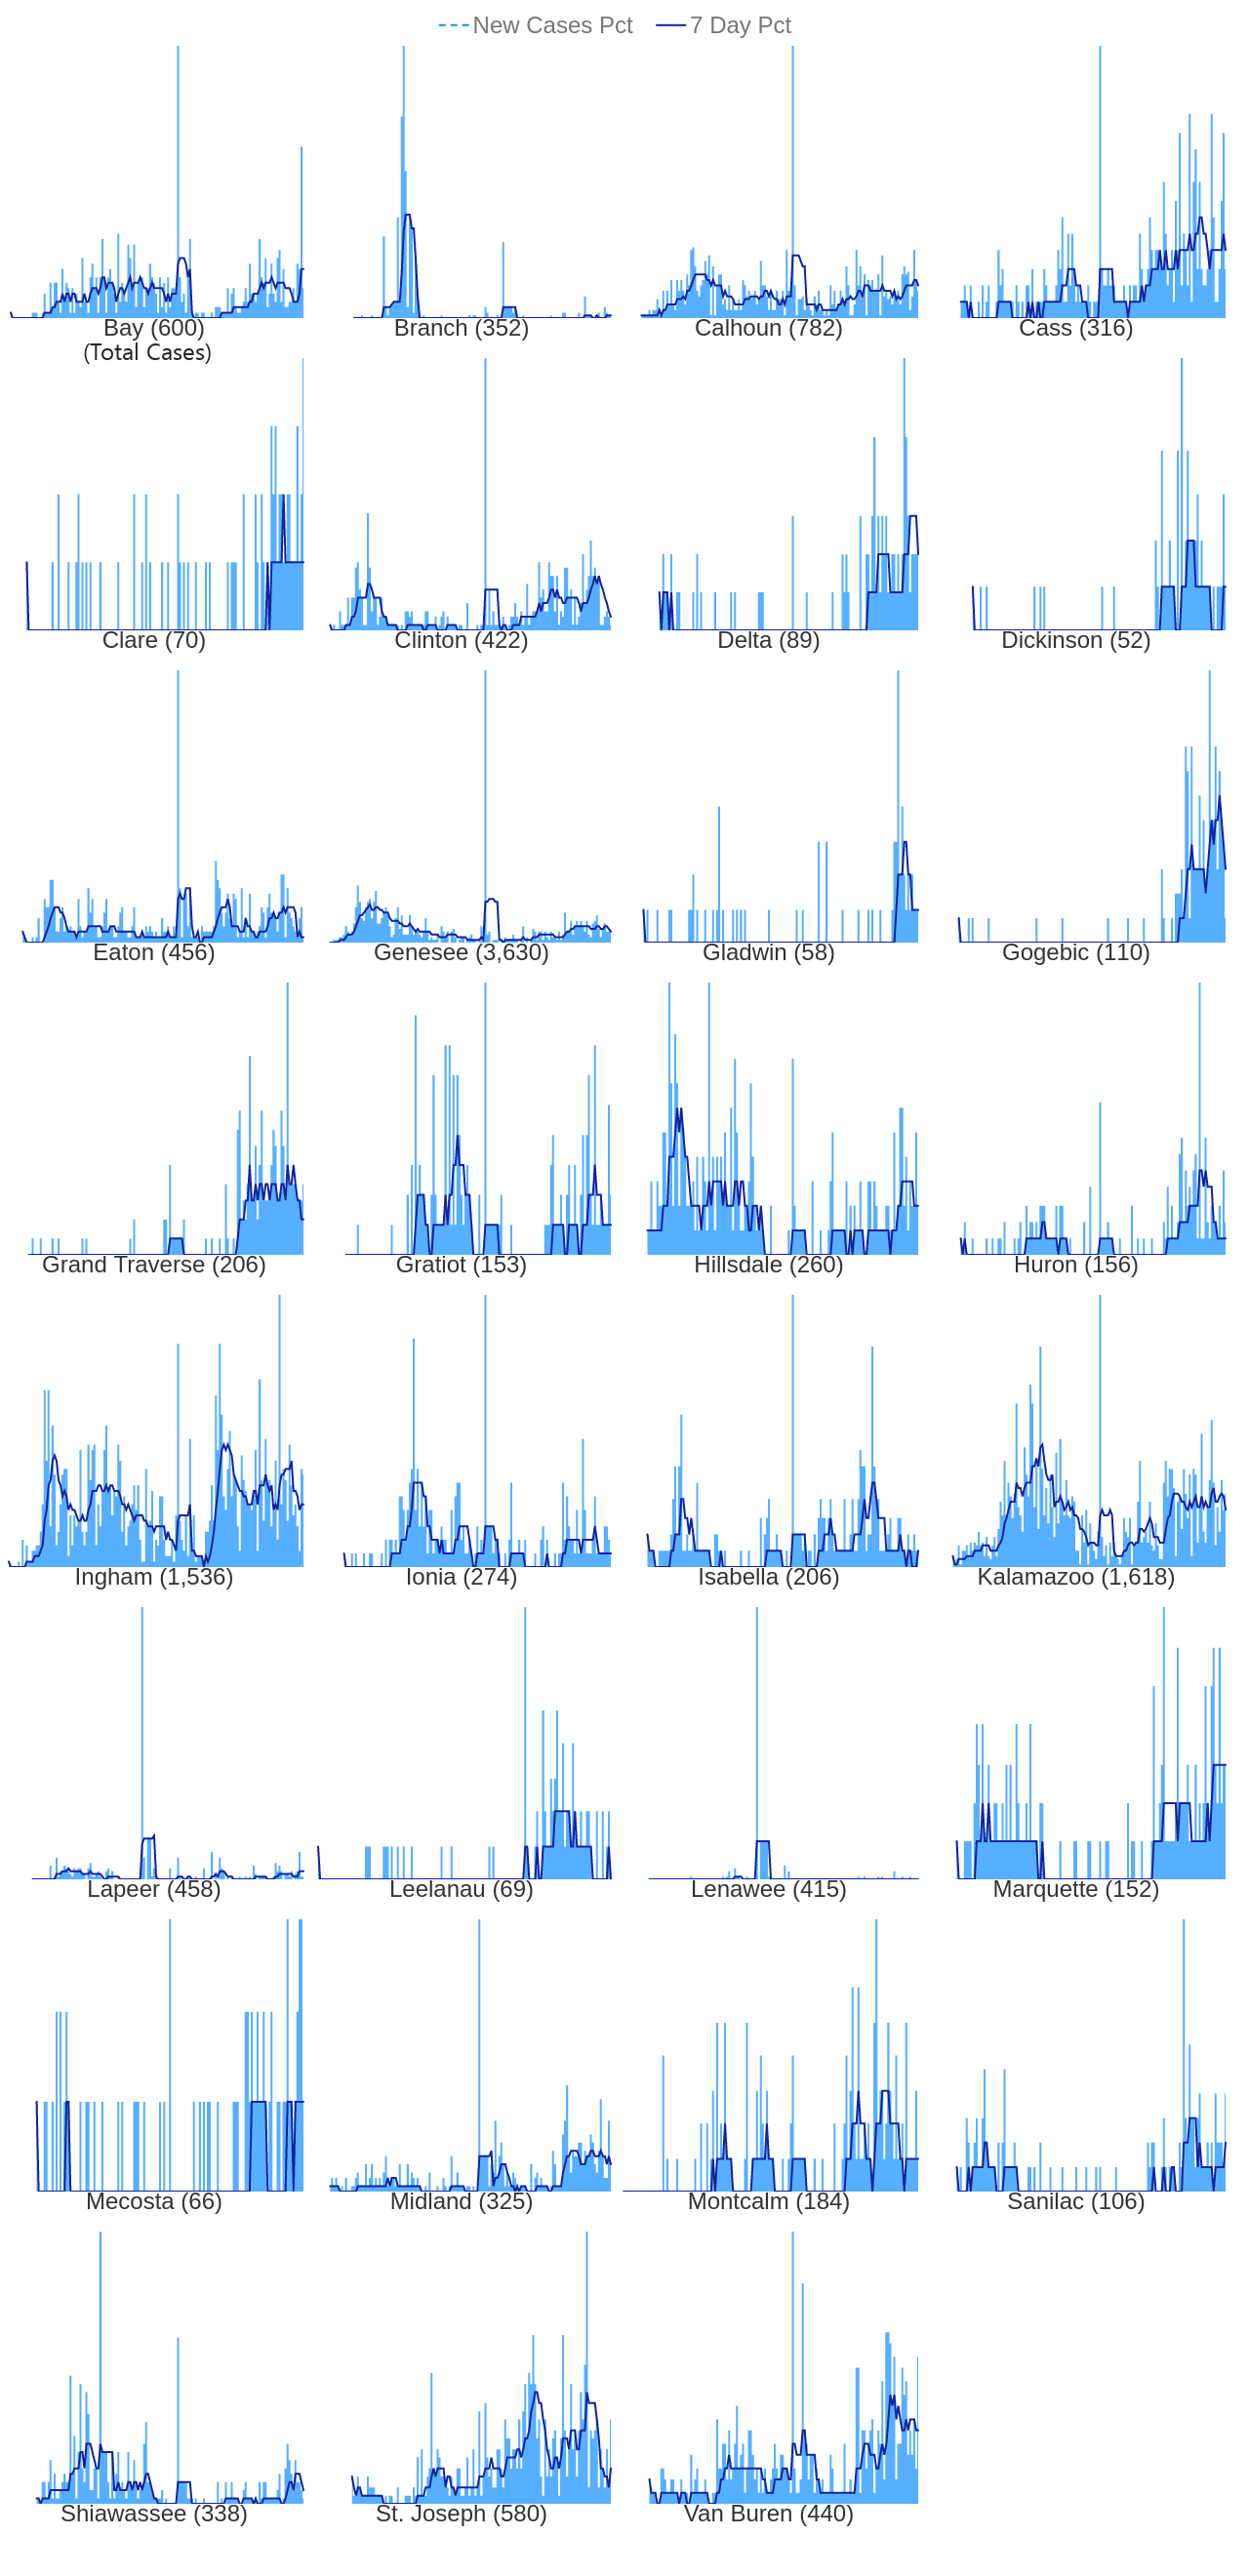 New Cases Pct 7 Day Pct
Bay (600) Branch (352) Calhoun (782) Cass (316)
(Total Cases)
Clare (70) Clinton (422) Delta (89) Dickinson (52)
Eaton (456) Genesee (3,630) Gladwin (58) Gogebic (110)
Grand Traverse (206) Gratiot (153) Hillsdale (260) Huron (156)
Ingham (1,536) Ionia (274) Isabella (206) Kalamazoo (1,618)
Lapeer (458) Leelanau (69) Lenawee (415) Marquette (152)
Mecosta (66) Midland (325) Montcalm (184) Sanilac (106)
Shiawassee (338) St. Joseph (580) Van Buren (440)